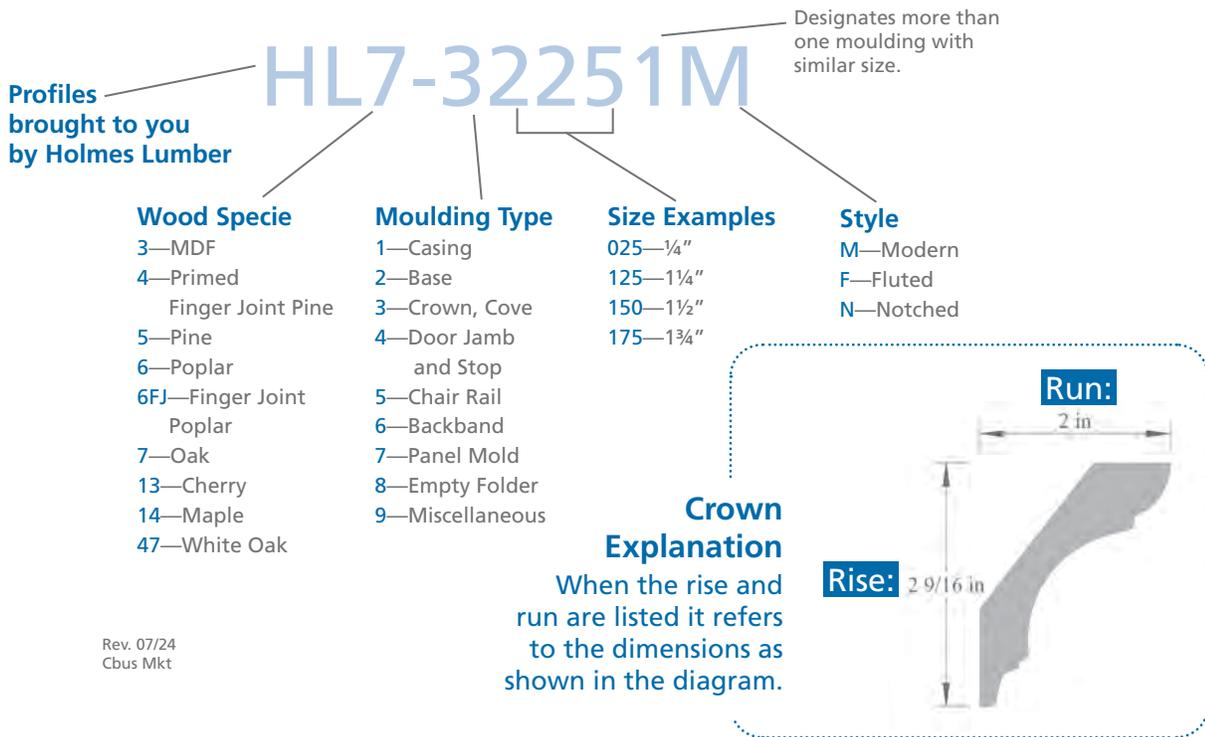 Designates more than
one moulding with
similar size.
HL7-32251M
Profiles
brought to you
by Holmes Lumber
Wood Specie
3—MDF
4—Primed
Finger Joint Pine
5—Pine
6—Poplar
6FJ—Finger Joint
Poplar
7—Oak
13—Cherry
14—Maple
47—White Oak
Moulding Type
1—Casing
2—Base
3—Crown, Cove
4—Door Jamb
and Stop
5—Chair Rail
6—Backband
7—Panel Mold
8—Empty Folder
9—Miscellaneous
Size Examples
025—¼”
125—1¼”
150—1½”
175—1¾”
Style
M—Modern
F—Fluted
N—Notched
Crown
Explanation
When the rise and
run are listed it refers
to the dimensions as
shown in the diagram.
Run:
2 in
Rise: 2 9/16 in
Rev. 07/24
Cbus Mkt